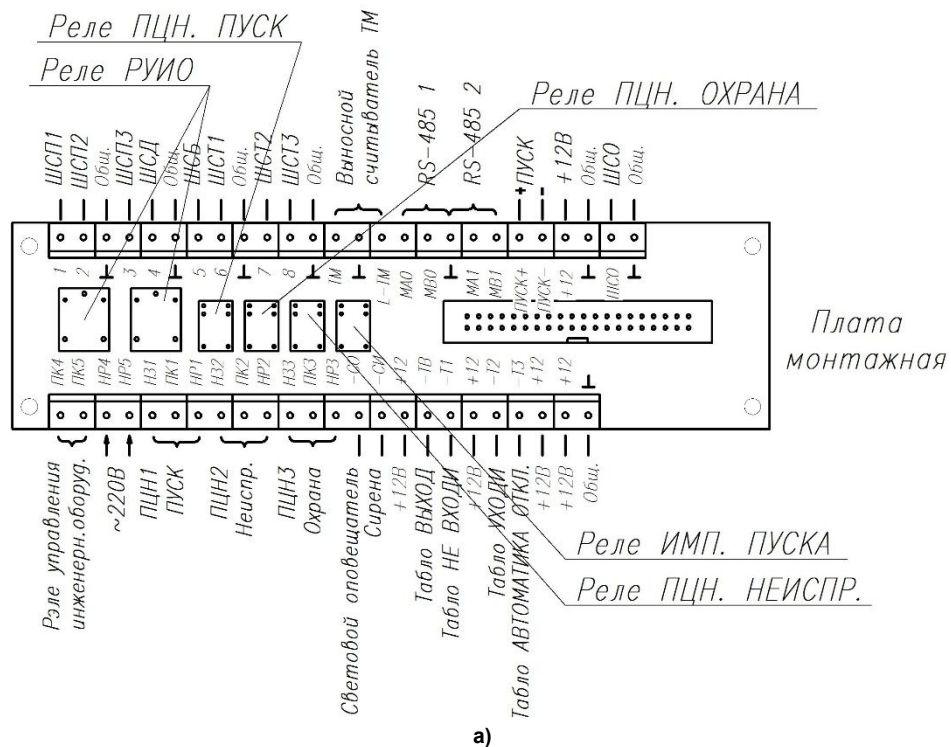 Реле ПЦН. ПУСК
Реле РУИО
Реле ПЦН. ОХРАНА
ШСП1
ШСП2
Общ.
ШСП3
ШСД
Общ.
ШСБ
ШСТ1
Общ.
ШСТ2
ШСТ3
Общ.
Выносной
считыватель ТМ
RS-485 1
RS-485 2
+ПУСК
-
+12В
Общ.
ШСО
Общ.
1
2
3
4
5
6
7
8
ТМ
L-TM
МА0
МВ0
МА1
МВ1
ПУСК+
ПУСК-
+12
ШСО
Плата
монтажная
ПК4
ПК5
НР4
НР5
НЗ1
ПК1
НР1
НЗ2
ПК2
НР2
НЗ3
ПК3
НР3
-СО
-СИ
+12
-ТВ
-Т1
+12
-Т2
-Т3
+12
+12
Рэле управления
инженерн.оборуд.
~220В
ПЦН1
ПУСК
ПЦН2
Неиспр.
ПЦН3
Охрана
Световой оповещатель
Сирена
+12В
Табло ВЫХОД
Табло НЕ ВХОДИ
+12В
Табло УХОДИ
Табло АВТОМАТИКА ОТКЛ.
+12В
+12В
Общ.
Реле ИМП. ПУСКА
Реле ПЦН. НЕИСПР.
а)